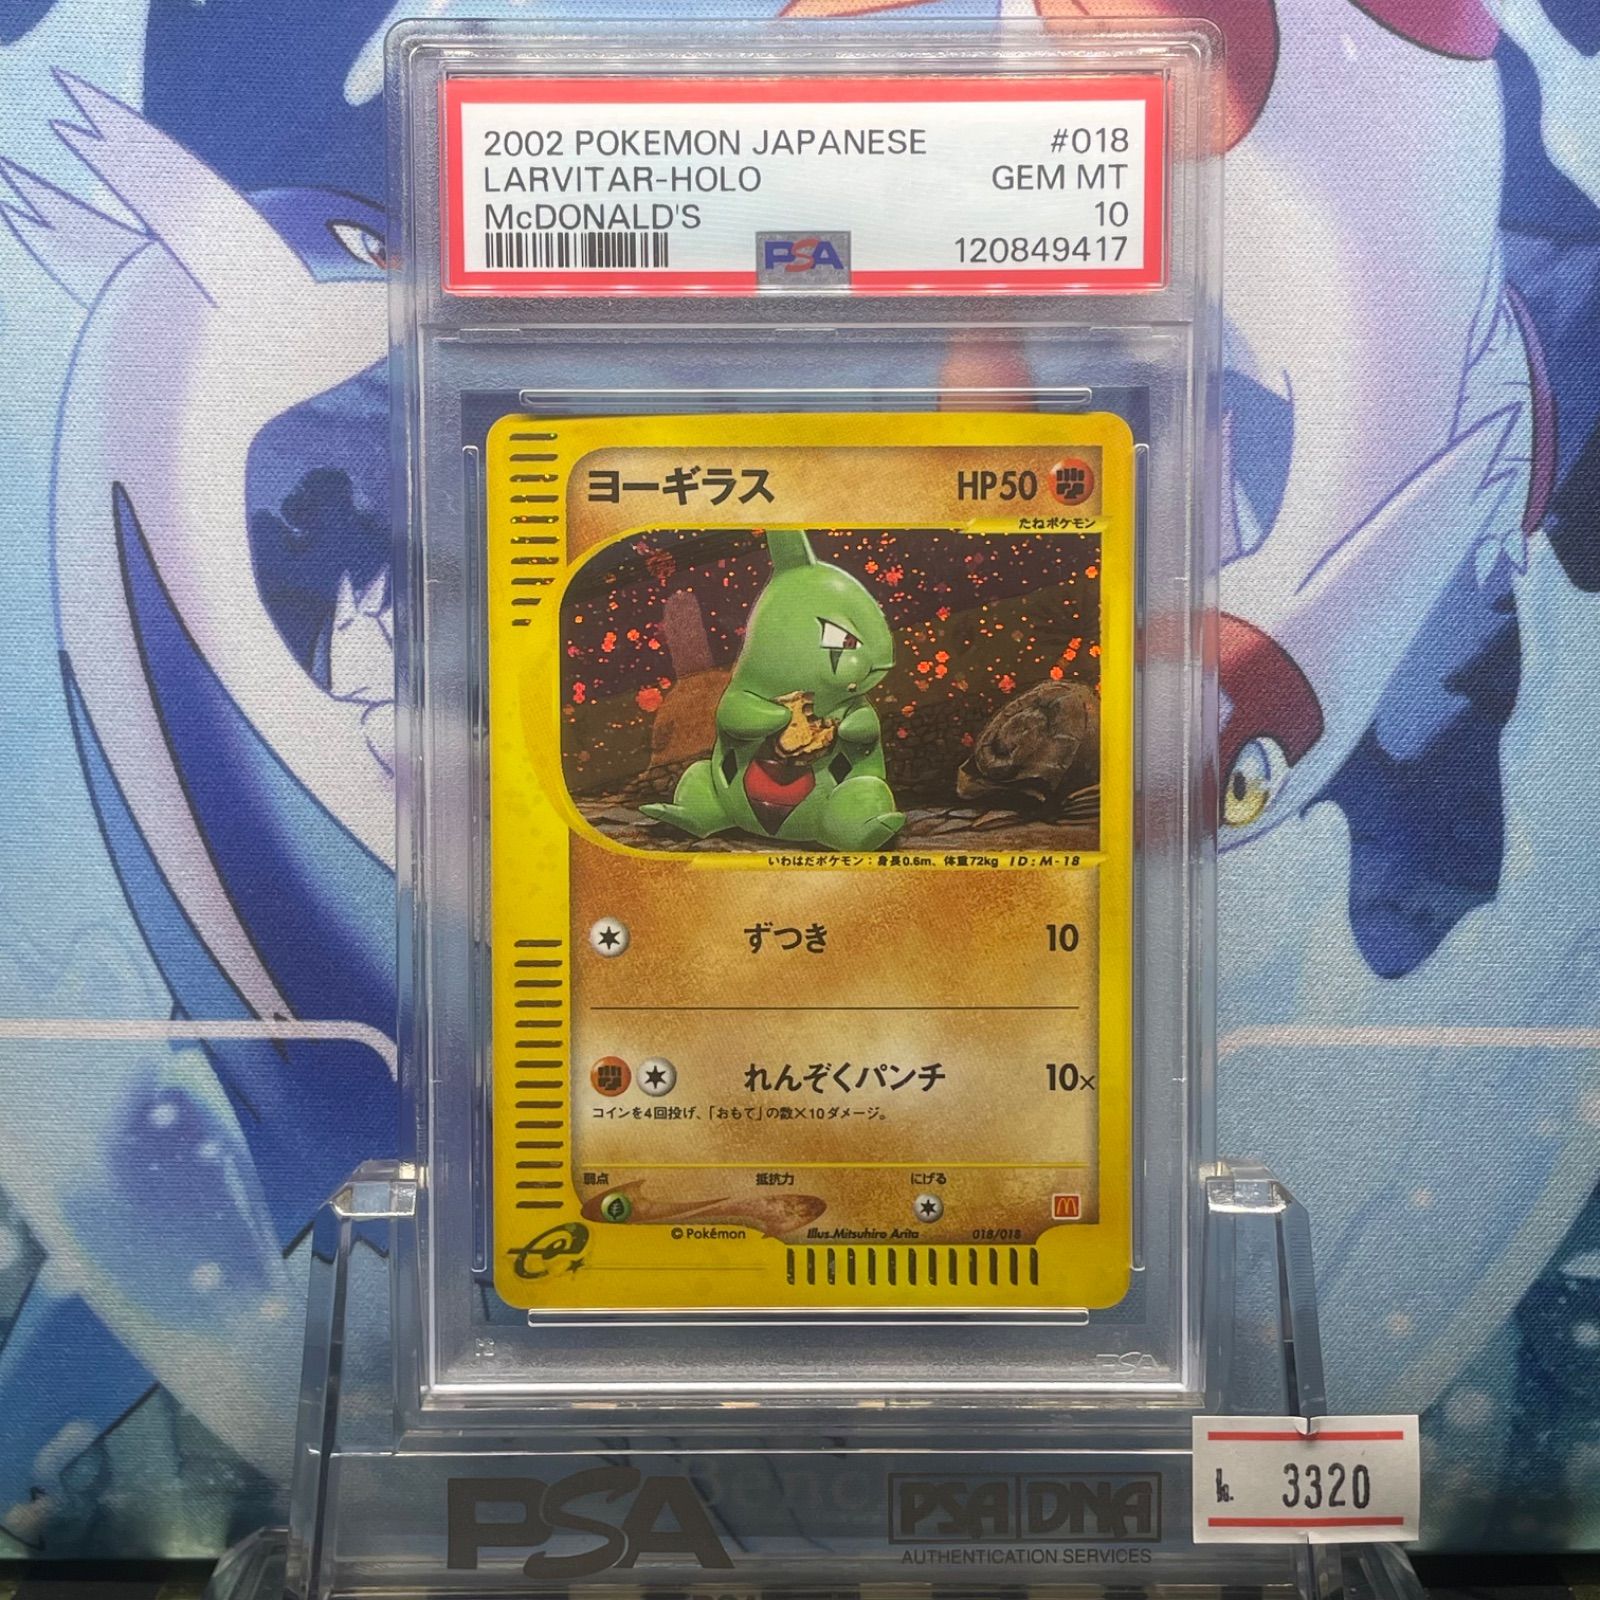 2002 POKEMON JAPANESE #018
LARVITAR-HOLO GEM MT
McDONALD'S 10
PSA 120849417
ヨーギラス HP50
たねポケモン
いわはだポケモン：身長0.6m、体重72kg ID:M-18
ずつき 10
れんぞくパンチ 10×
コインを4回投げ、「おもて」の数×10ダメージ。
弱点 抵抗力 にげる
©Pokémon Illus.Mitsuhiro Arita 018/018
PSA
PSA PSA DNA
AUTHENTICATION SERVICES
No. 3320